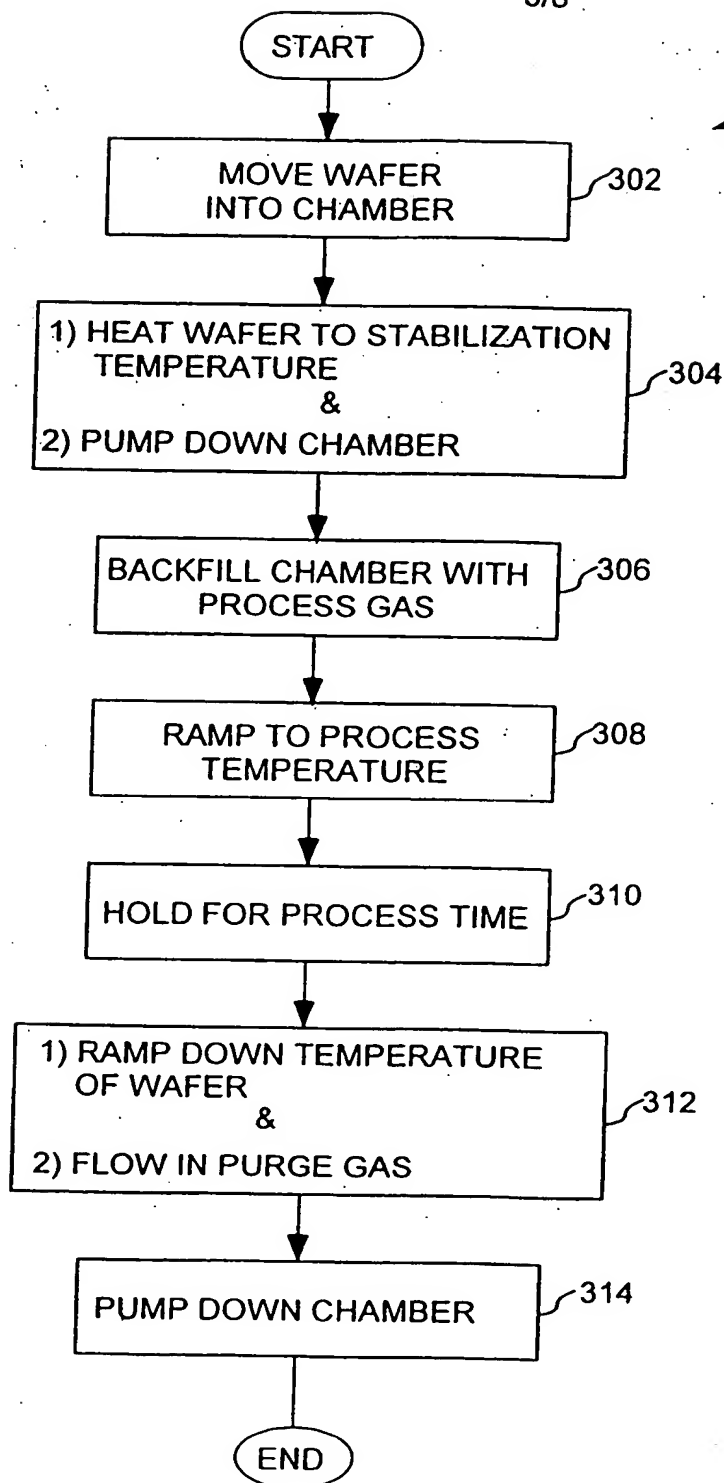 START
MOVE WAFER
INTO CHAMBER
302
1) HEAT WAFER TO STABILIZATION
TEMPERATURE
&
2) PUMP DOWN CHAMBER
304
BACKFILL CHAMBER WITH
PROCESS GAS
306
RAMP TO PROCESS
TEMPERATURE
308
HOLD FOR PROCESS TIME
310
1) RAMP DOWN TEMPERATURE
OF WAFER
&
2) FLOW IN PURGE GAS
312
PUMP DOWN CHAMBER
314
END